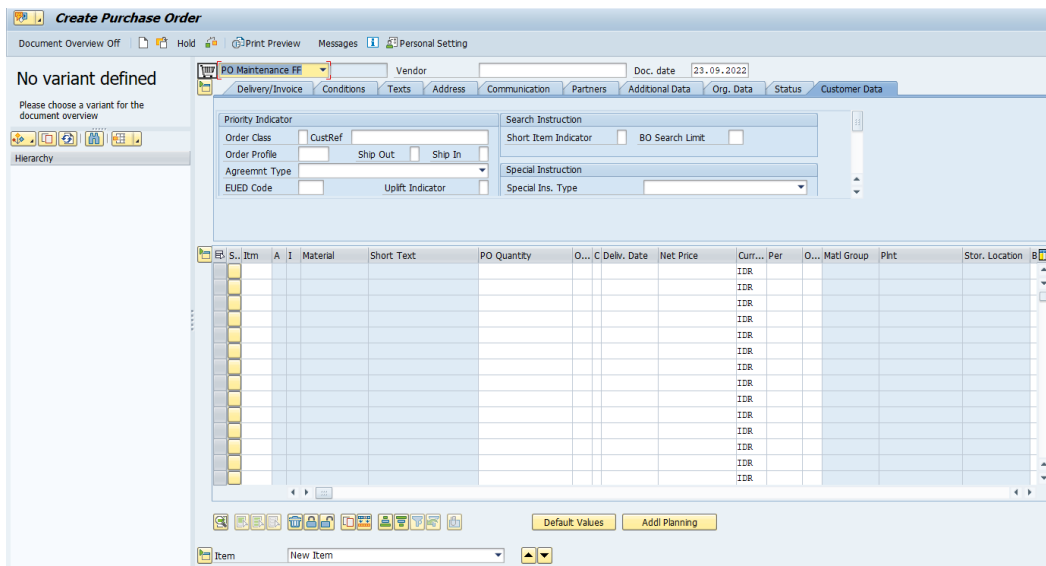 Create Purchase Order
Document Overview Off Hold Print Preview Messages Personal Setting
No variant defined
Please choose a variant for the
document overview
Hierarchy
PO Maintenance FF Vendor Doc. date 23.09.2022
Delivery/Invoice Conditions Texts Address Communication Partners Additional Data Org. Data Status Customer Data
Priority Indicator Search Instruction
Order Class CustRef Short Item Indicator BO Search Limit
Order Profile Ship Out Ship In
Agreemnt Type Special Instruction
EUED Code Uplift Indicator Special Ins. Type
S.. Itm A I Material Short Text PO Quantity O... C Deliv. Date Net Price Curr... Per O... Matl Group Plnt Stor. Location B
IDR
IDR
IDR
IDR
IDR
IDR
IDR
IDR
IDR
IDR
IDR
IDR
IDR
IDR
Default Values Addl Planning
Item New Item